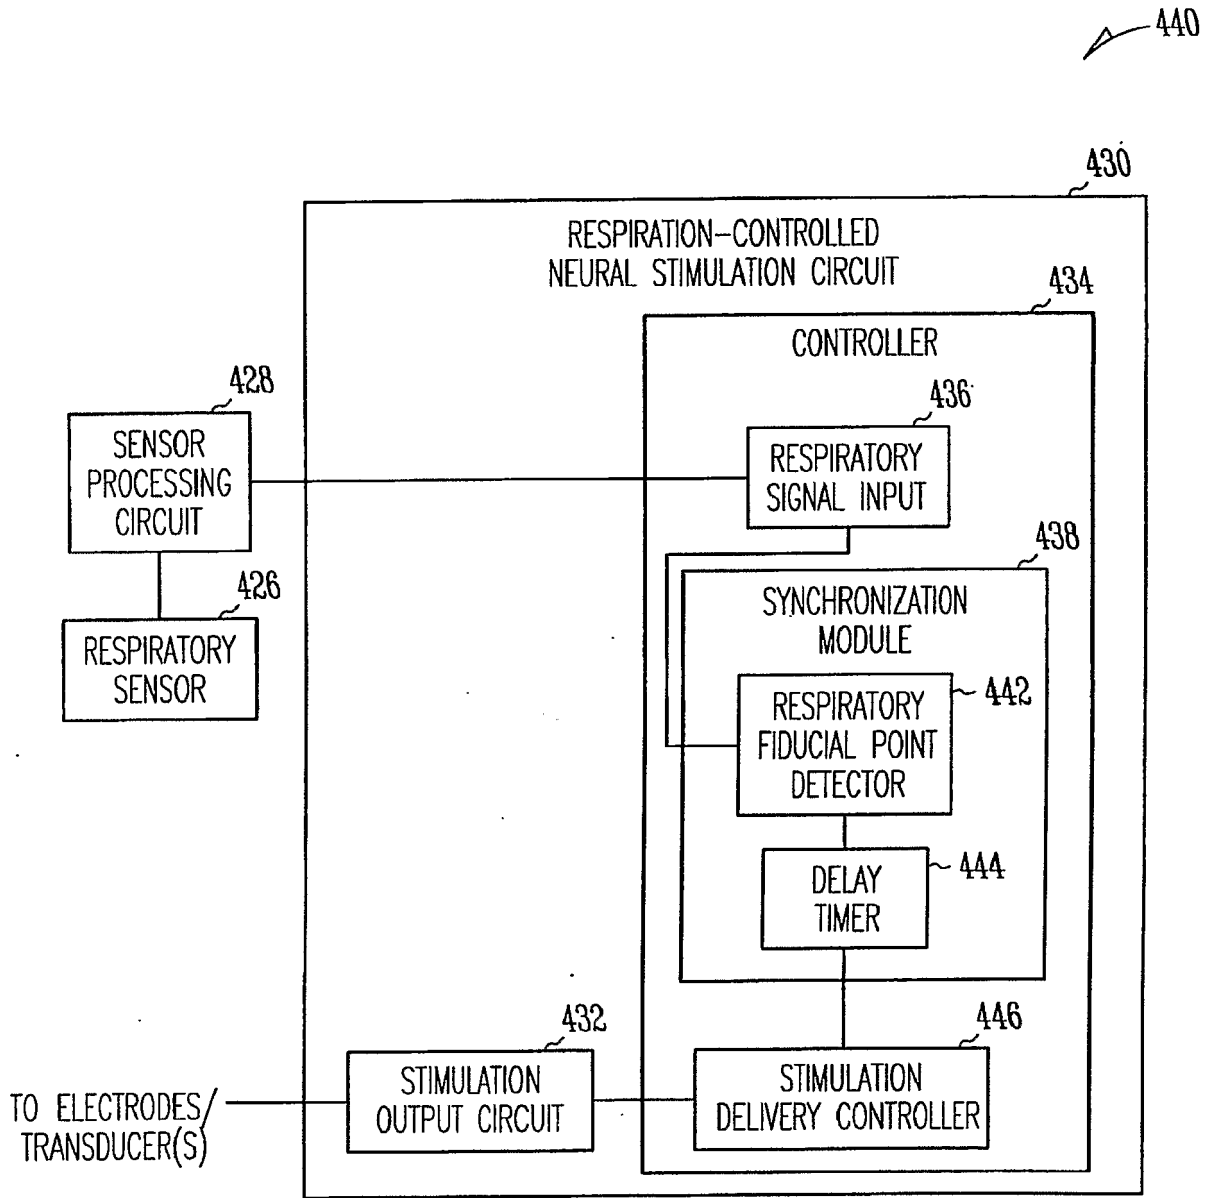 440
430
RESPIRATION-CONTROLLED
NEURAL STIMULATION CIRCUIT
434
CONTROLLER
428
SENSOR
PROCESSING
CIRCUIT
436
RESPIRATORY
SIGNAL INPUT
438
SYNCHRONIZATION
MODULE
426
RESPIRATORY
SENSOR
442
RESPIRATORY
FIDUCIAL POINT
DETECTOR
444
DELAY
TIMER
432
STIMULATION
OUTPUT CIRCUIT
446
STIMULATION
DELIVERY CONTROLLER
TO ELECTRODES/
TRANSDUCER(S)